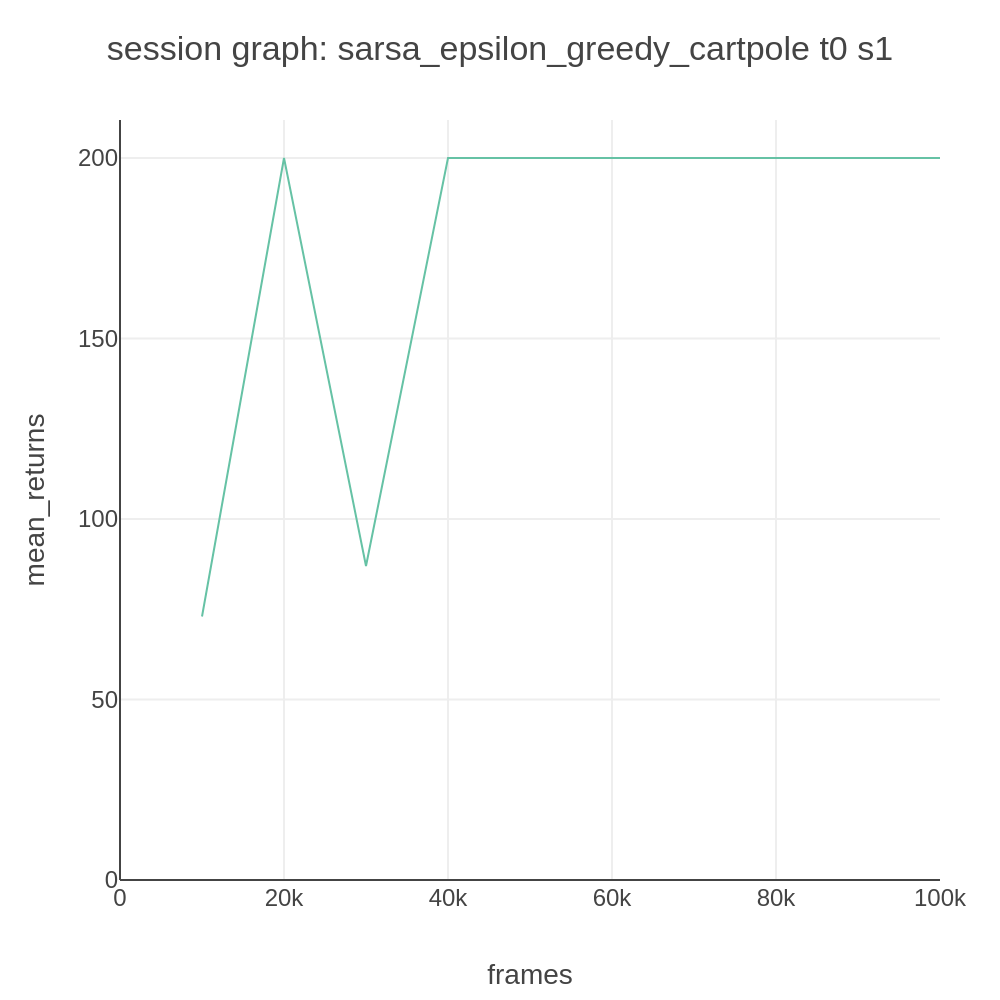 session graph: sarsa_epsilon_greedy_cartpole t0 s1
200
150
100
50
0
mean_returns
0
20k
40k
60k
80k
100k
frames